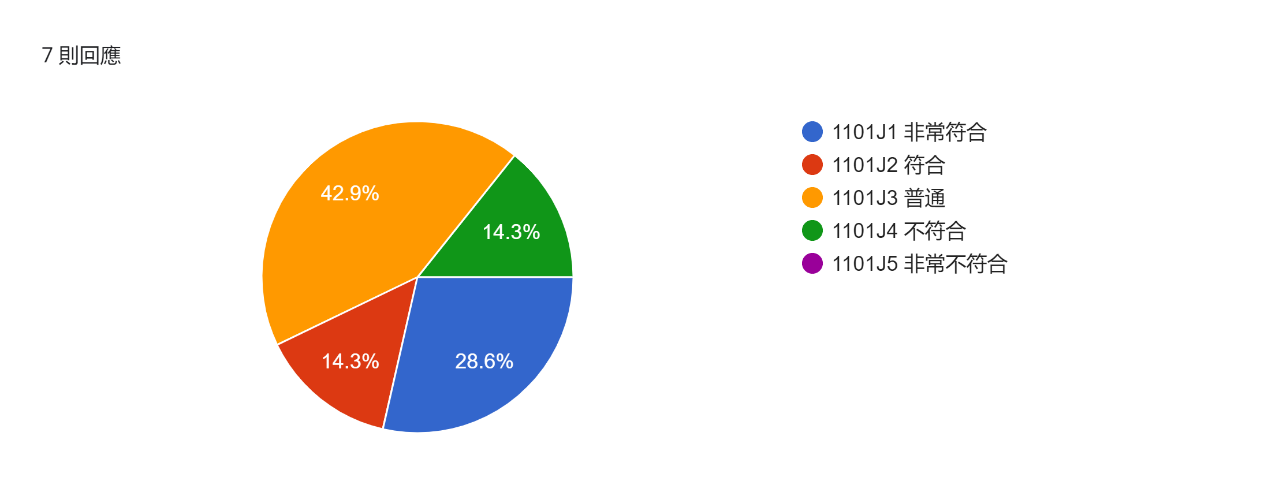 7 則回應
42.9%
14.3%
14.3%
28.6%
1101J1 非常符合
1101J2 符合
1101J3 普通
1101J4 不符合
1101J5 非常不符合